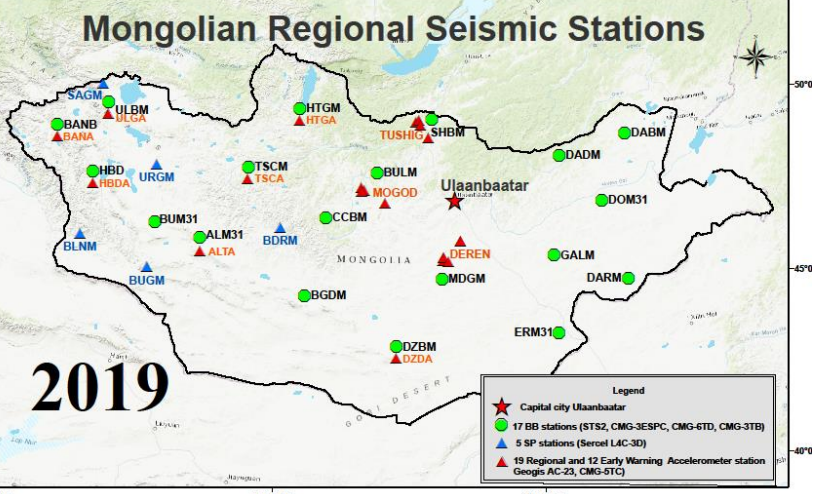 Mongolian Regional Seismic Stations
50°0'
SAGM
ULBM
ULGA
BANB
BANA
HTGM
HTGA
TUSHIG
SHBM
DABM
DADM
HBD
HBDA
URGM
TSCM
TSCA
BULM
MOGOD
Ulaanbaatar
DOM31
BUM31
CCBM
BLNM
ALM31
ALTA
BDRM
MONGOLIA
DEREN
GALM
45°0'
BUGM
MDGM
DARM
BGDM
ERM31
DZBM
DZDA
2019
GOBI DESERT
Legend
Capital city Ulaanbaatar
17 BB stations (STS2, CMG-3ESPC, CMG-6TD, CMG-3TB)
5 SP stations (Sercel L4C-3D)
19 Regional and 12 Early Warning Accelerometer station
Geogis AC-23, CMG-5TC)
40°0'